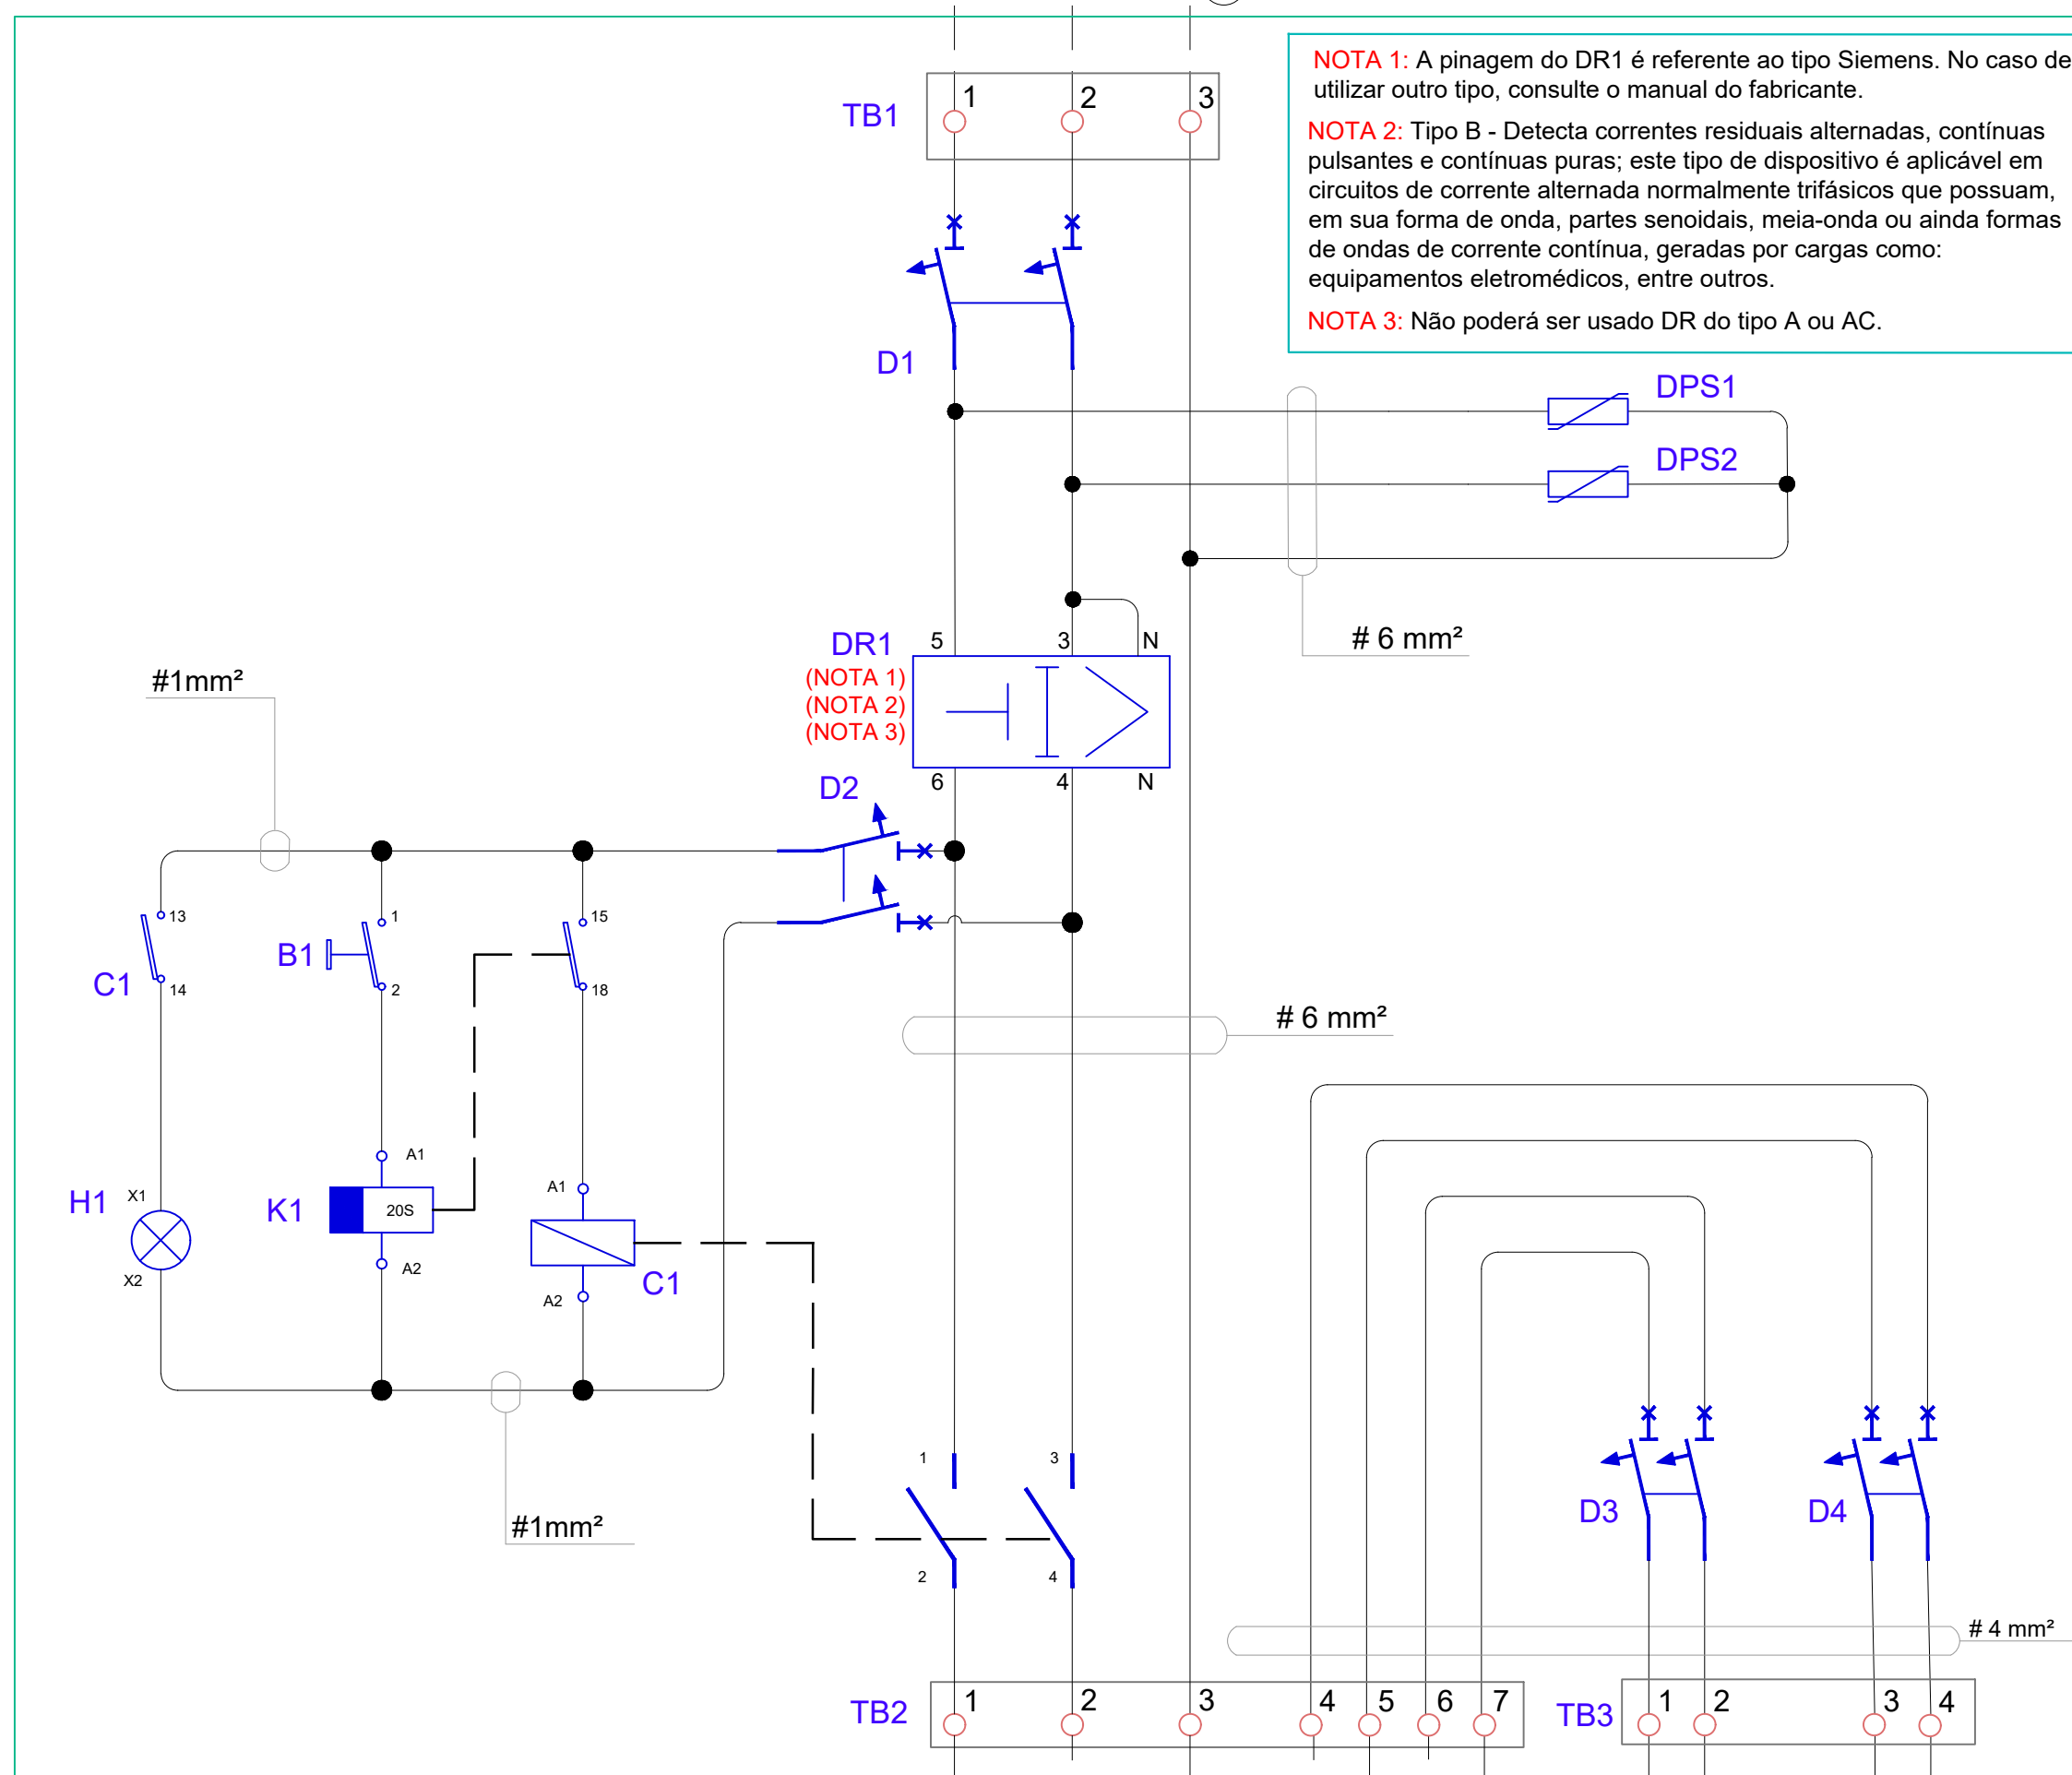 NOTA 1: A pinagem do DR1 é referente ao tipo Siemens. No caso de
utilizar outro tipo, consulte o manual do fabricante.
NOTA 2: Tipo B - Detecta correntes residuais alternadas, contínuas
pulsantes e contínuas puras; este tipo de dispositivo é aplicável em
circuitos de corrente alternada normalmente trifásicos que possuam,
em sua forma de onda, partes senoidais, meia-onda ou ainda formas
de ondas de corrente contínua, geradas por cargas como:
equipamentos eletromédicos, entre outros.
NOTA 3: Não poderá ser usado DR do tipo A ou AC.
TB1 1 2 3
D1
DPS1
DPS2
# 6 mm²
DR1 5 3 N
(NOTA 1)
(NOTA 2)
(NOTA 3)
6 4 N
#1mm²
D2
13
14
C1
1
B1
2
15
18
# 6 mm²
H1 X1
X2
K1 A1
20S
A2
A1
C1
A2
#1mm²
1 3
2 4
D3 D4
# 4 mm²
TB2 1 2 3 4 5 6 7
TB3 1 2 3 4